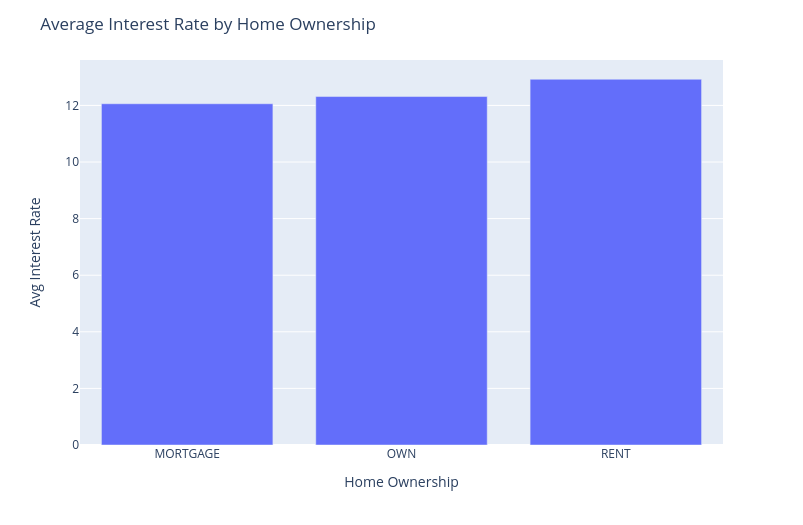 Average Interest Rate by Home Ownership
12
10
8
6
4
2
0
Avg Interest Rate
MORTGAGE
OWN
RENT
Home Ownership